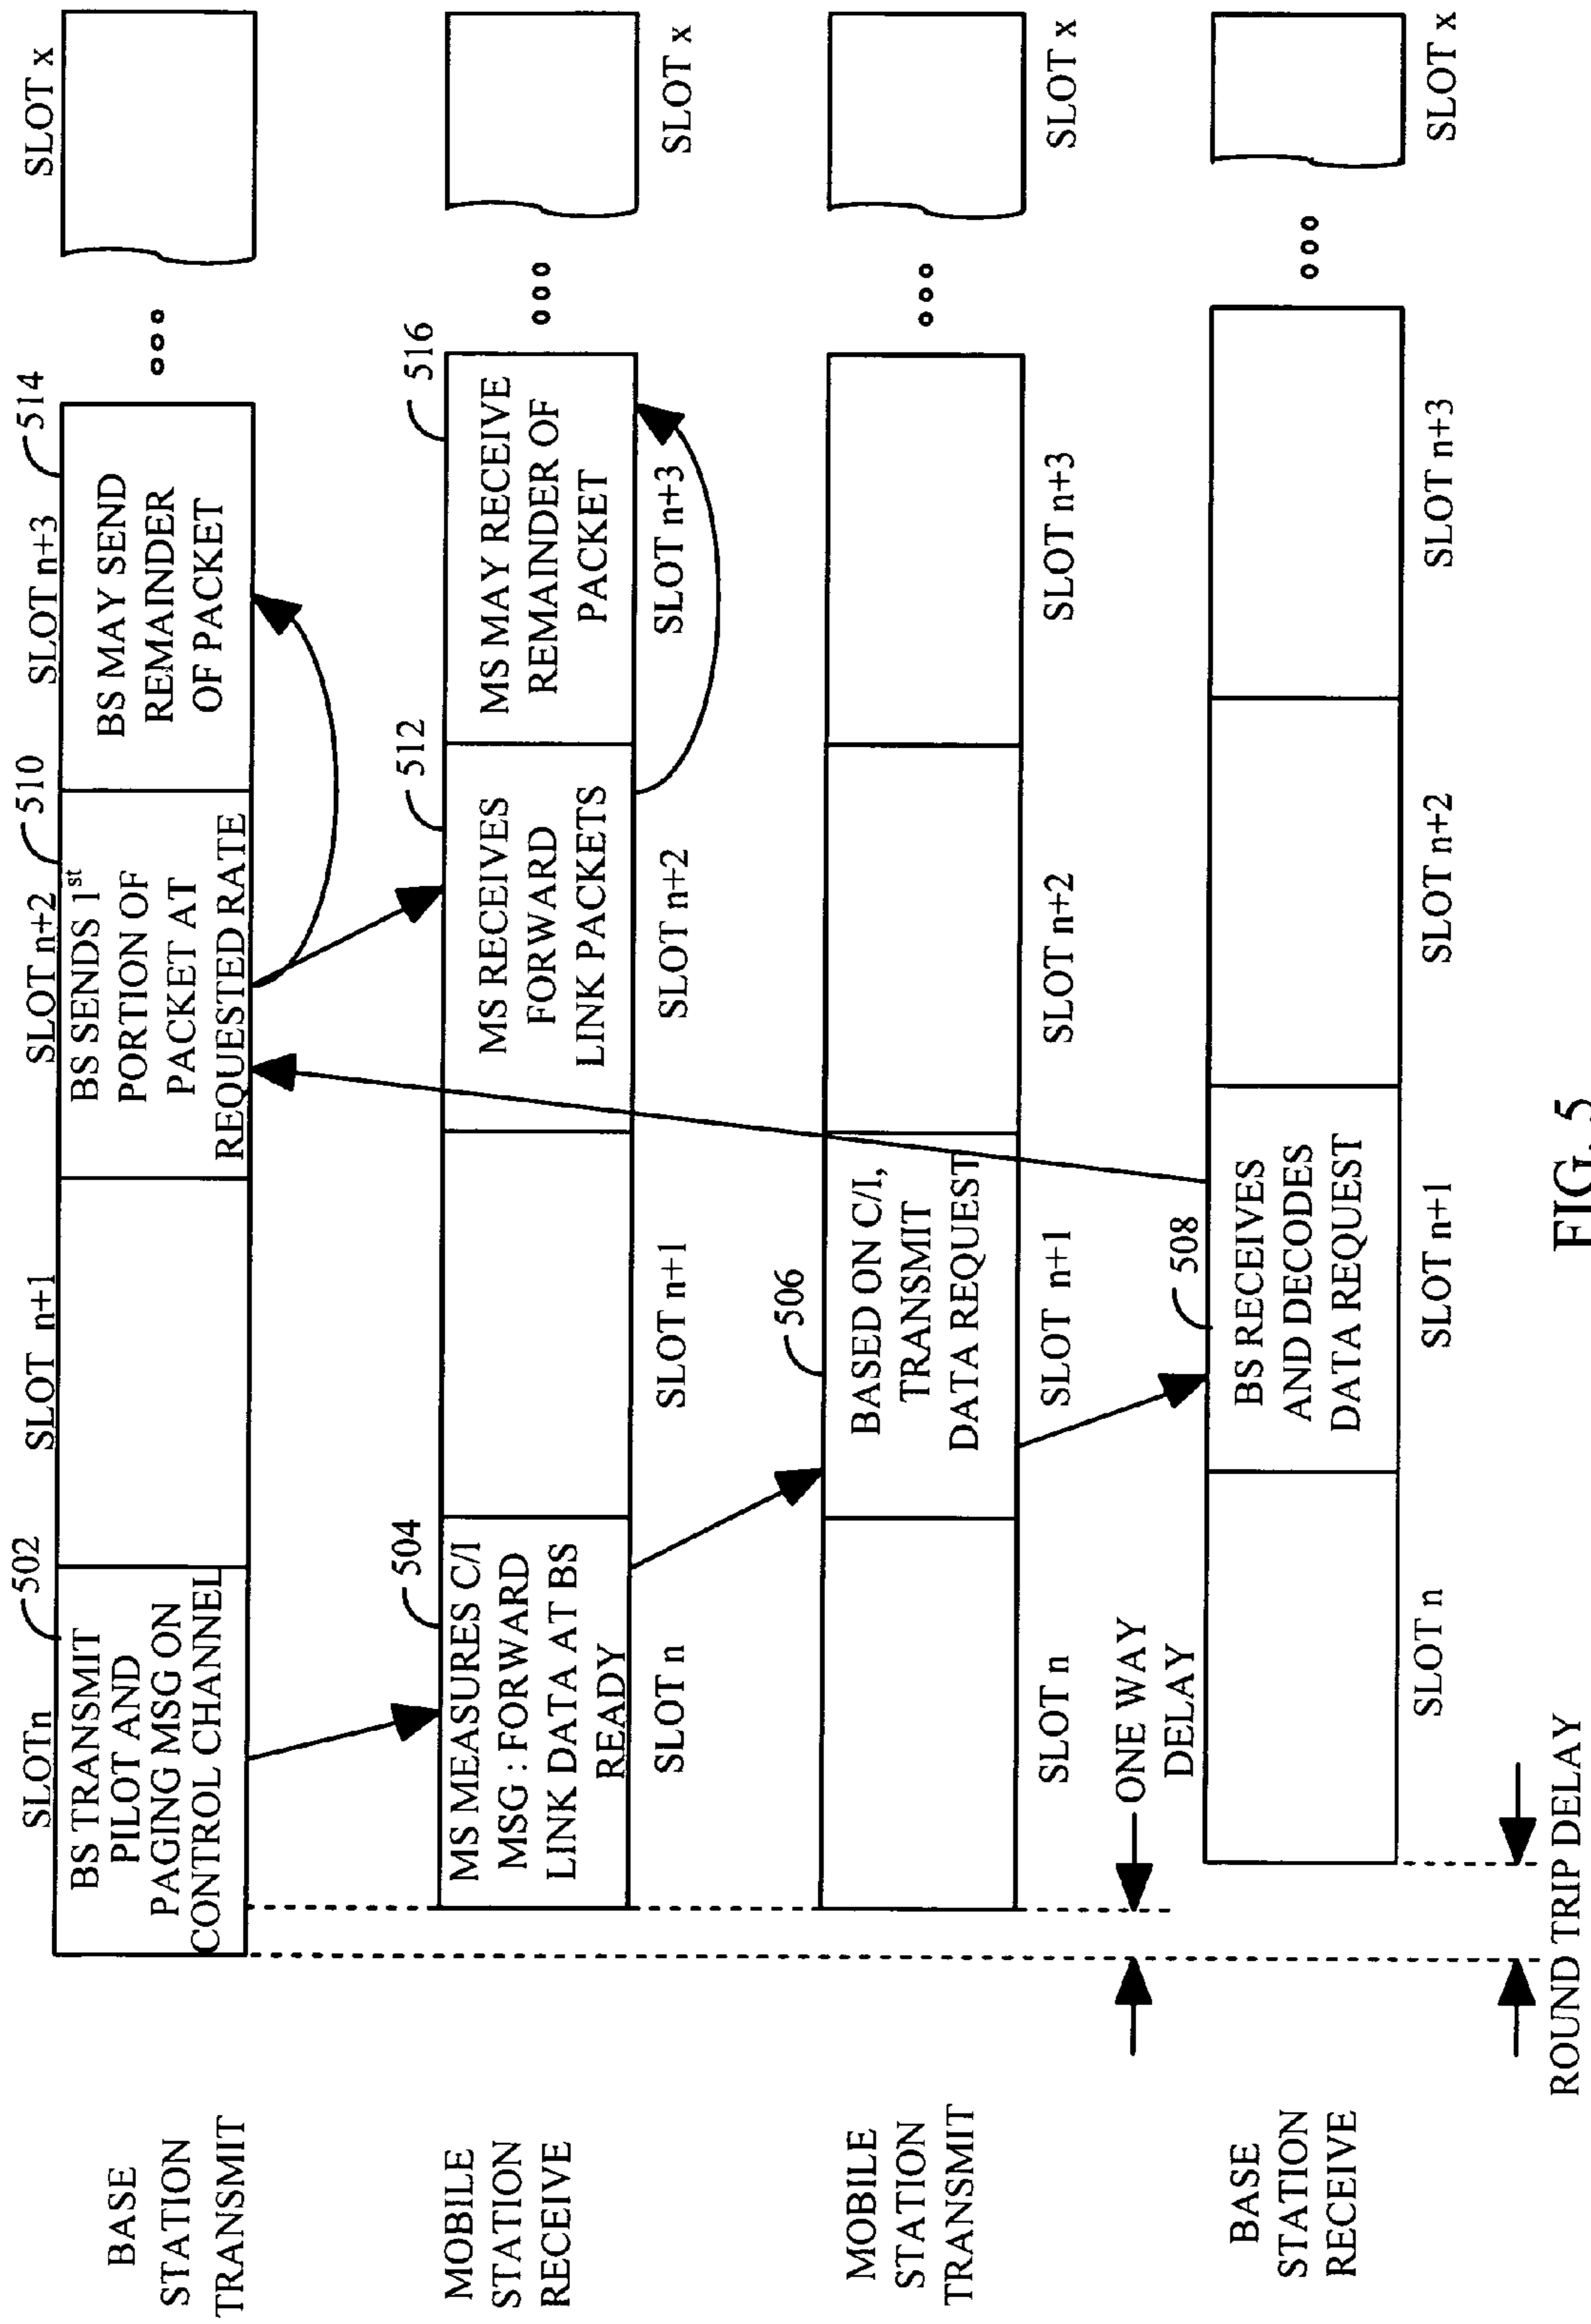 BASE
STATION
TRANSMIT
SLOTn
502
SLOT n+1
SLOT n+2
510
SLOT n+3
514
SLOT x
BS TRANSMIT
PILOT AND
PAGING MSG ON
CONTROL CHANNEL
BS SENDS 1st
PORTION OF
PACKET AT
REQUESTED RATE
BS MAY SEND
REMAINDER
OF PACKET
MOBILE
STATION
RECEIVE
504
512
516
MS MEASURES C/I
MSG : FORWARD
LINK DATA AT BS
READY
MS RECEIVES
FORWARD
LINK PACKETS
MS MAY RECEIVE
REMAINDER OF
PACKET
SLOT n
SLOT n+1
SLOT n+2
SLOT n+3
SLOT x
MOBILE
STATION
TRANSMIT
506
BASED ON C/I,
TRANSMIT
DATA REQUEST
SLOT n
SLOT n+1
SLOT n+2
SLOT n+3
SLOT x
ONE WAY
DELAY
BASE
STATION
RECEIVE
508
BS RECEIVES
AND DECODES
DATA REQUEST
SLOT n
SLOT n+1
SLOT n+2
SLOT n+3
SLOT x
ROUND TRIP DELAY
FIG. 5